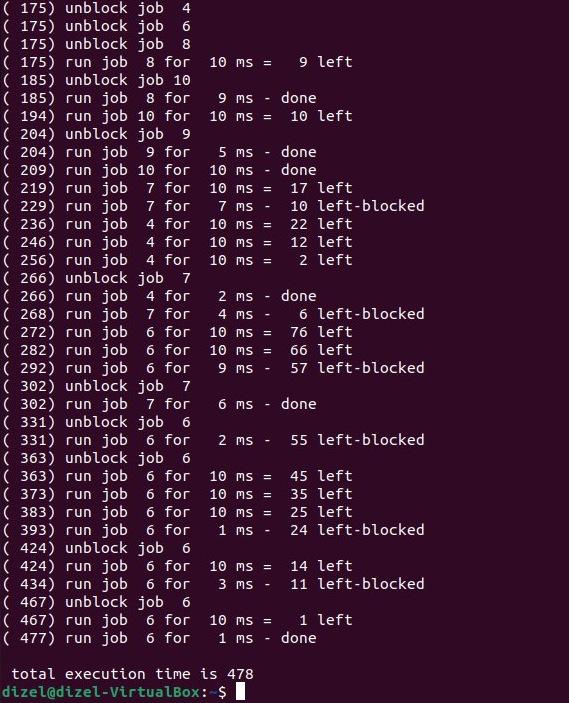 ( 175) unblock job  4
( 175) unblock job  6
( 175) unblock job  8
( 175) run job  8 for  10 ms =   9 left
( 185) unblock job 10
( 185) run job  8 for   9 ms - done
( 194) run job 10 for  10 ms =  10 left
( 204) unblock job  9
( 204) run job  9 for   5 ms - done
( 209) run job 10 for  10 ms - done
( 219) run job  7 for  10 ms =  17 left
( 229) run job  7 for   7 ms -  10 left-blocked
( 236) run job  4 for  10 ms =  22 left
( 246) run job  4 for  10 ms =  12 left
( 256) run job  4 for  10 ms =   2 left
( 266) unblock job  7
( 266) run job  4 for   2 ms - done
( 268) run job  7 for   4 ms -   6 left-blocked
( 272) run job  6 for  10 ms =  76 left
( 282) run job  6 for  10 ms =  66 left
( 292) run job  6 for   9 ms -  57 left-blocked
( 302) unblock job  7
( 302) run job  7 for   6 ms - done
( 331) unblock job  6
( 331) run job  6 for   2 ms -  55 left-blocked
( 363) unblock job  6
( 363) run job  6 for  10 ms =  45 left
( 373) run job  6 for  10 ms =  35 left
( 383) run job  6 for  10 ms =  25 left
( 393) run job  6 for   1 ms -  24 left-blocked
( 424) unblock job  6
( 424) run job  6 for  10 ms =  14 left
( 434) run job  6 for   3 ms -  11 left-blocked
( 467) unblock job  6
( 467) run job  6 for  10 ms =   1 left
( 477) run job  6 for   1 ms - done
total execution time is 478
dizel@dizel-VirtualBox:~$